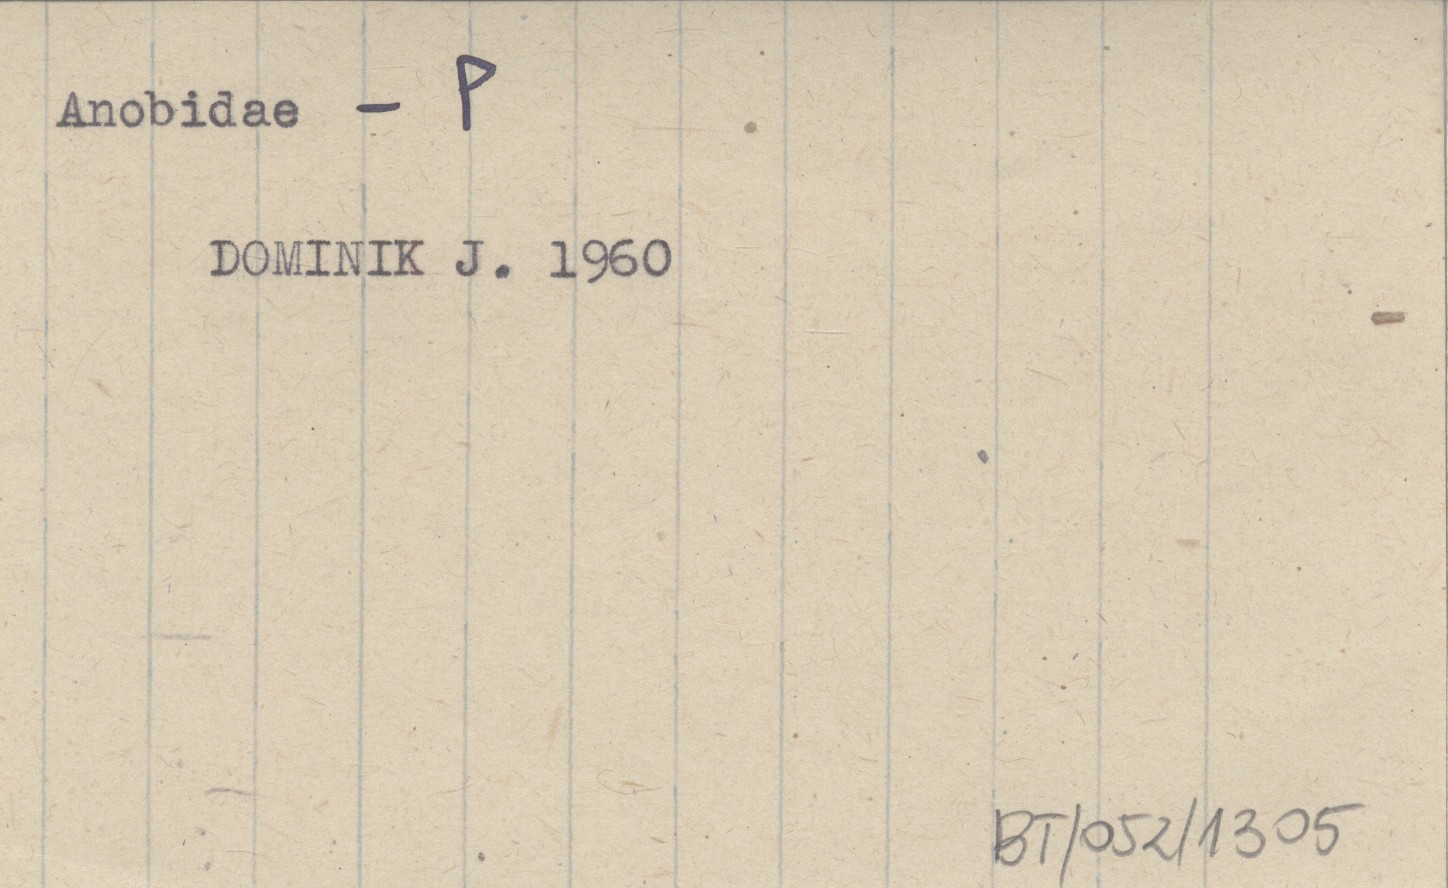 Anobidae - P
DOMINIK J. 1960
BT/052/1305